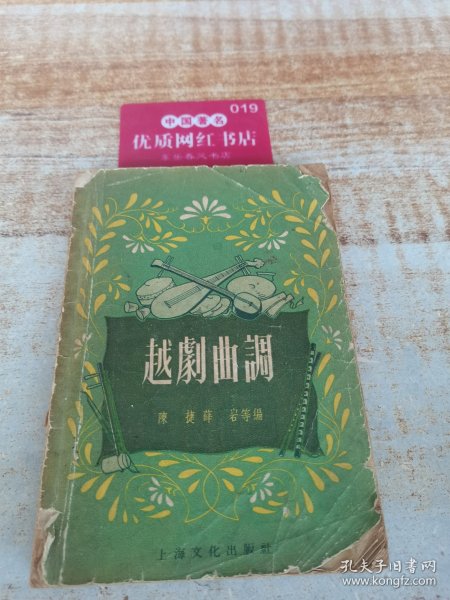 019
中国著名
优质网红书店
越劇曲調
陳捷薛岩等編
上海文化出版社
孔夫子旧书网
www.kongfz.com